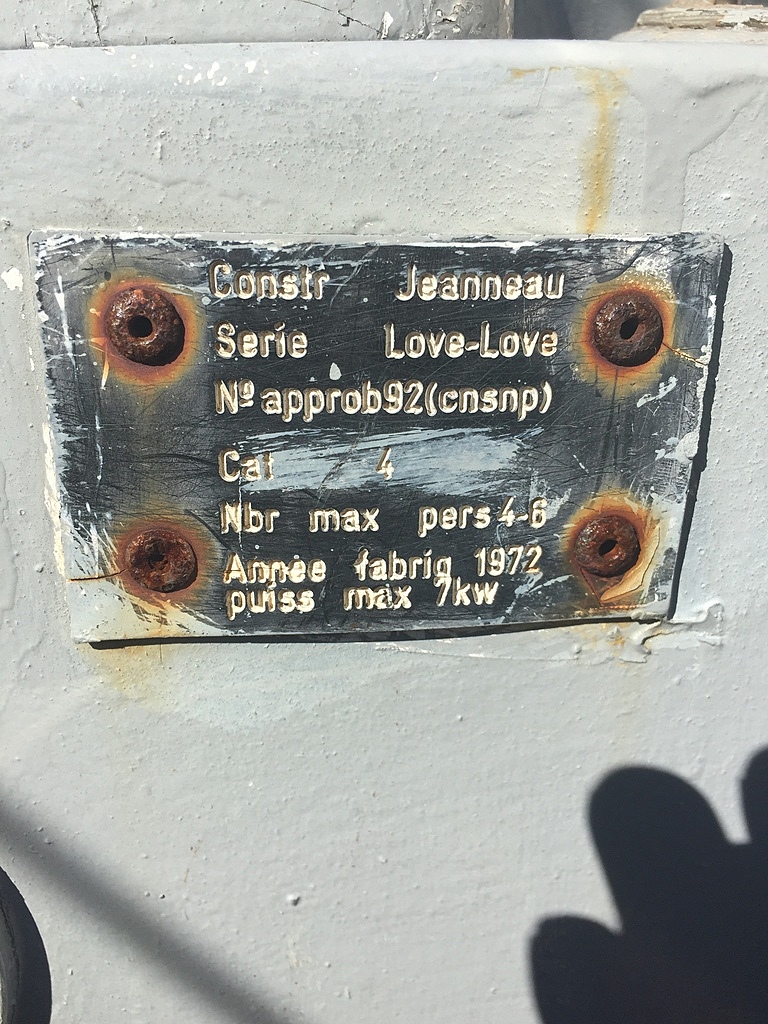 Constr Jeanneau
Serie Love-Love
Nº approb92(cnsnp)
Cat 4
Nbr max pers 4-6
Année fabrig 1972
puiss max 7kw